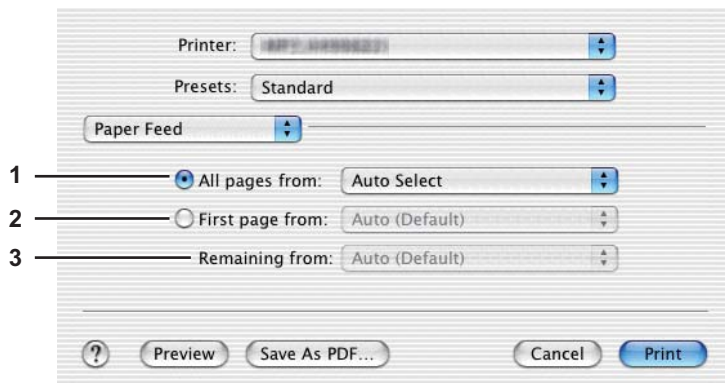 Printer:
Presets: Standard
Paper Feed
1 All pages from: Auto Select
2 First page from: Auto (Default)
3 Remaining from: Auto (Default)
? Preview Save As PDF... Cancel Print